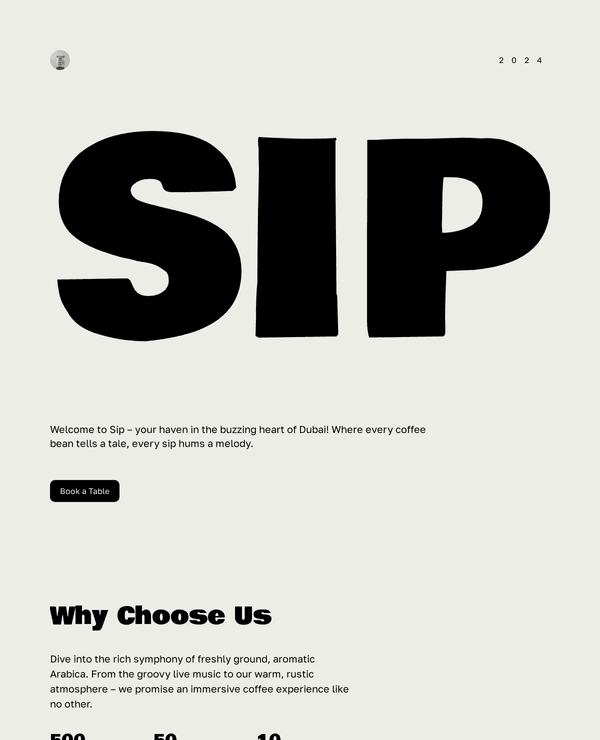 2 0 2 4
SIP
Welcome to Sip – your haven in the buzzing heart of Dubai! Where every coffee
bean tells a tale, every sip hums a melody.
Book a Table
Why Choose Us
Dive into the rich symphony of freshly ground, aromatic
Arabica. From the groovy live music to our warm, rustic
atmosphere – we promise an immersive coffee experience like
no other.
500 50 10